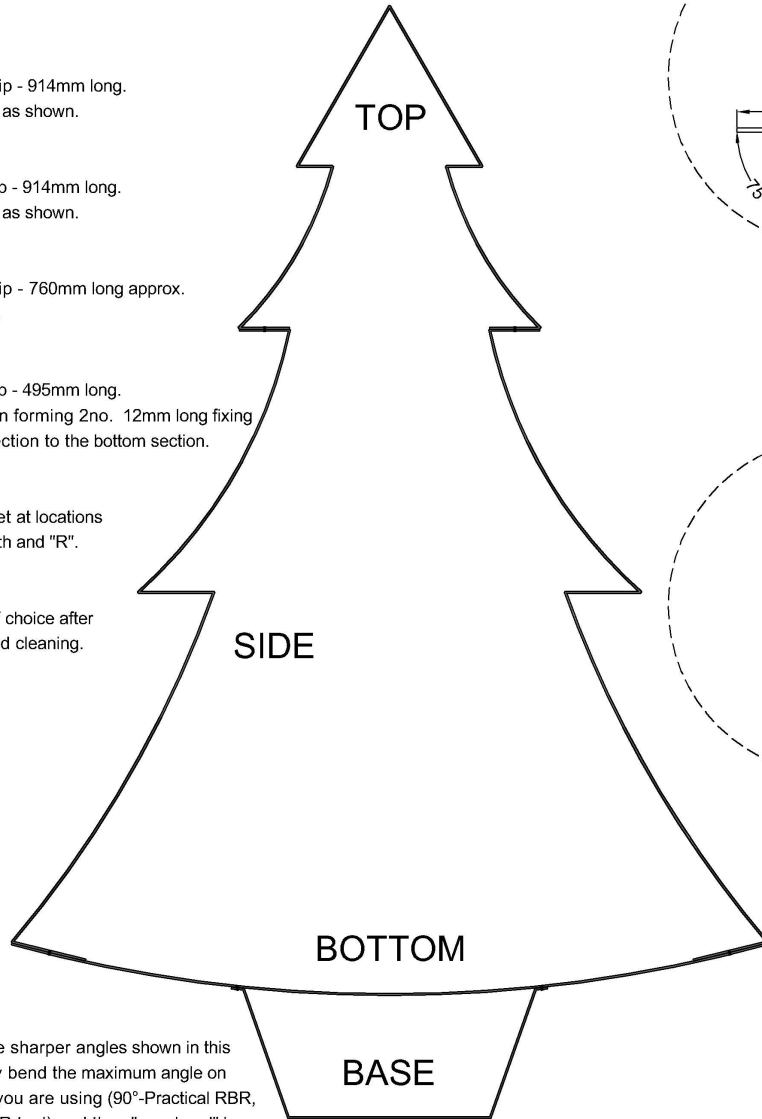 ip - 914mm long.
as shown.
TOP
p - 914mm long.
as shown.
ip - 760mm long approx.
p - 495mm long.
n forming 2no. 12mm long fixing
ection to the bottom section.
et at locations
th and "R".
choice after
d cleaning.
SIDE
BOTTOM
BASE
e sharper angles shown in this
y bend the maximum angle on
you are using (90°-Practical RBR,
75